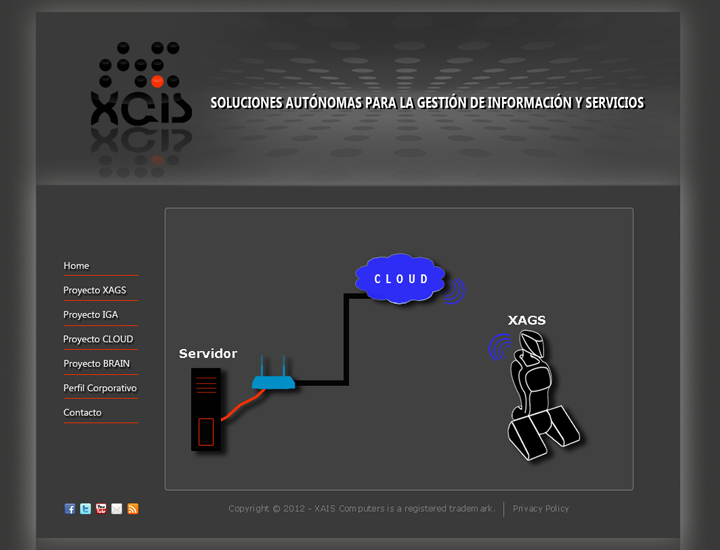 XAIS
SOLUCIONES AUTÓNOMAS PARA LA GESTIÓN DE INFORMACIÓN Y SERVICIOS
Home
Proyecto XAGS
Proyecto IGA
Proyecto CLOUD
Proyecto BRAIN
Perfil Corporativo
Contacto
CLOUD
XAGS
Servidor
Copyright © 2012 - XAIS Computers is a registered trademark.
Privacy Policy